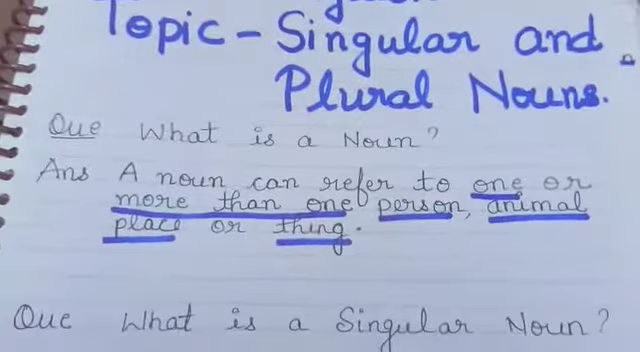 Topic - Singular and
Plural Nouns.
Que What is a Noun?
Ans A noun can refer to one or
more than one person, animal
place or thing.
Que What is a Singular Noun?